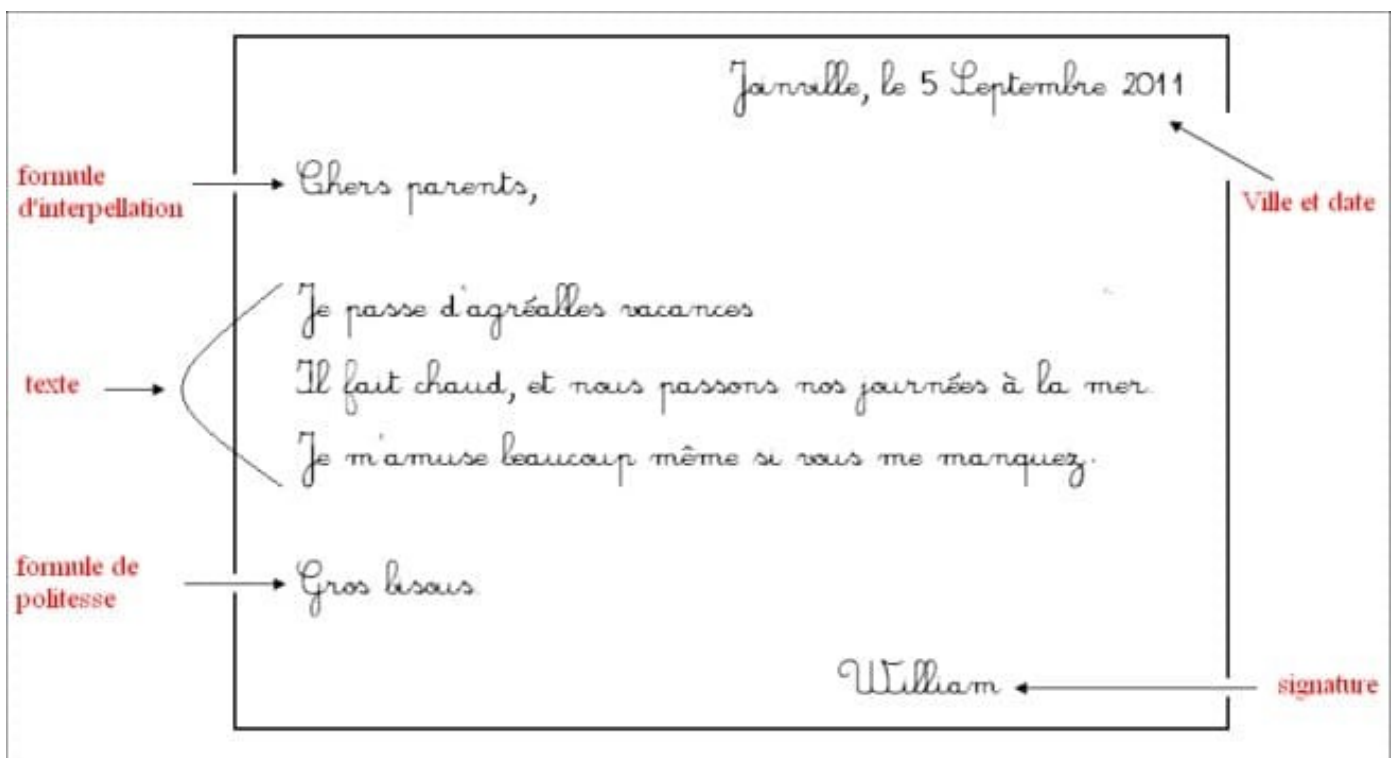 Joinville, le 5 Septembre 2011
formule
d'interpellation
Chers parents,
Ville et date
Je passe d'agréalles vacances
texte
Il fait chaud, et nous passons nos journées à la mer.
Je m'amuse beaucoup même si vous me manquez.
formule de
politesse
Gros bisous
William
signature